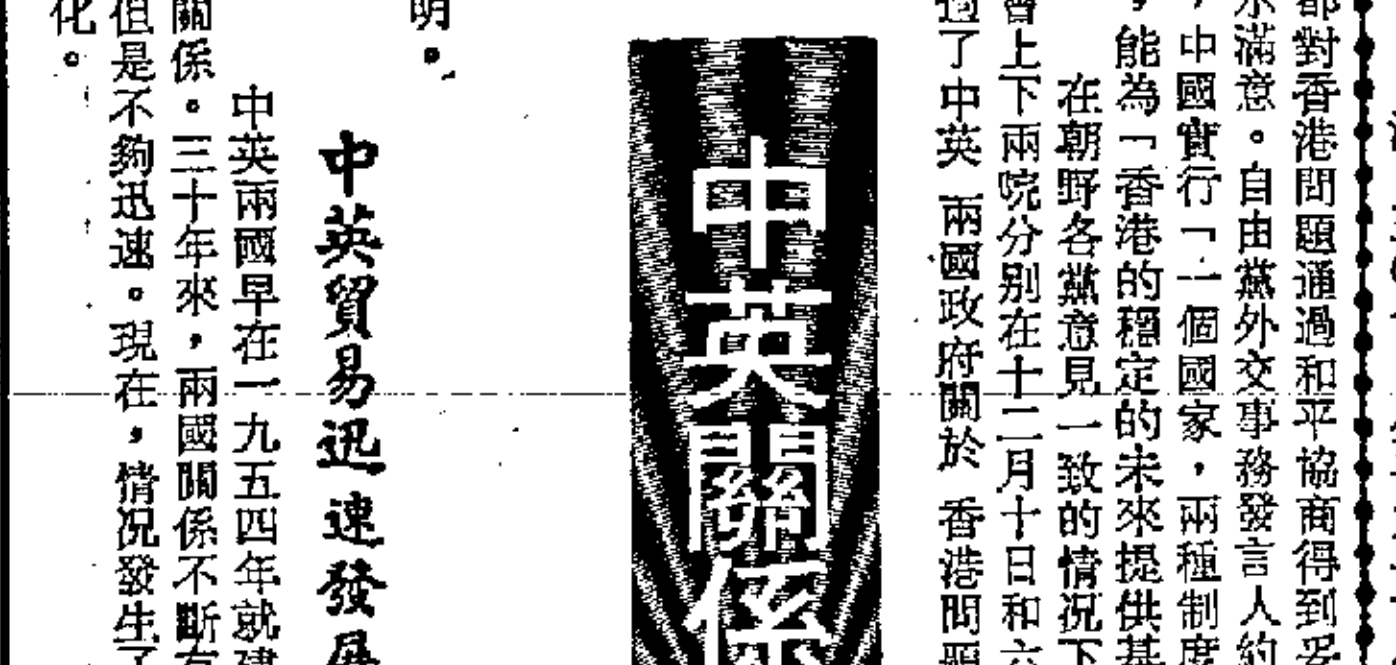 都對香港問題通過和平協商得到妥
示滿意。自由黨外交事務發言人約
，中國實行「一個國家，兩種制度
，能為「香港的穩定的未來提供基
在朝野各黨意見一致的情況下
會上下兩院分別在十二月十日和六
過了中英兩國政府關於香港問題
中英關係
明。
中英貿易迅速發展
中英兩國早在一九五四年就建
關係。三十年來，兩國關係不斷有
但是不夠迅速。現在，情況發生了
化。